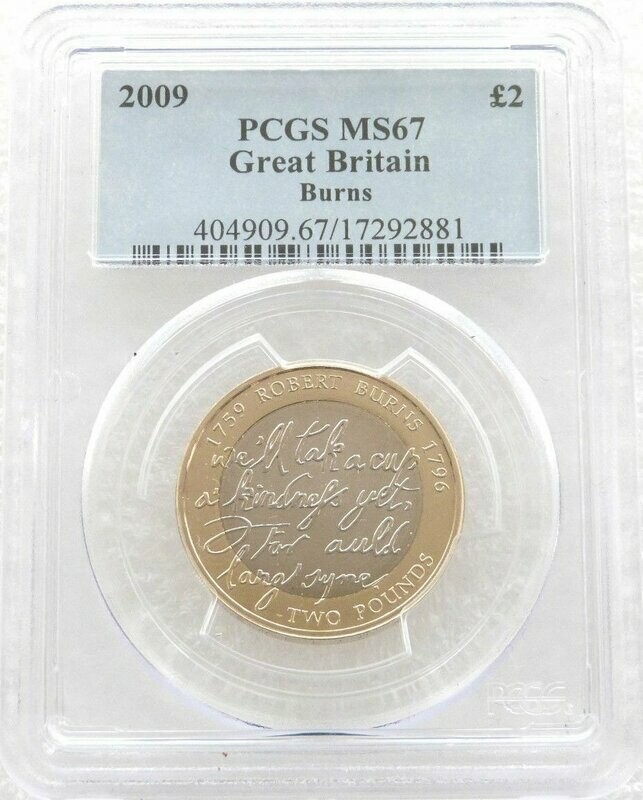 2009 £2
PCGS MS67
Great Britain
Burns
404909.67/17292881
1759 ROBERT BURNS 1796
we'll tak a cup
a' kindness yet,
For auld
lang syne,
TWO POUNDS
PCGS